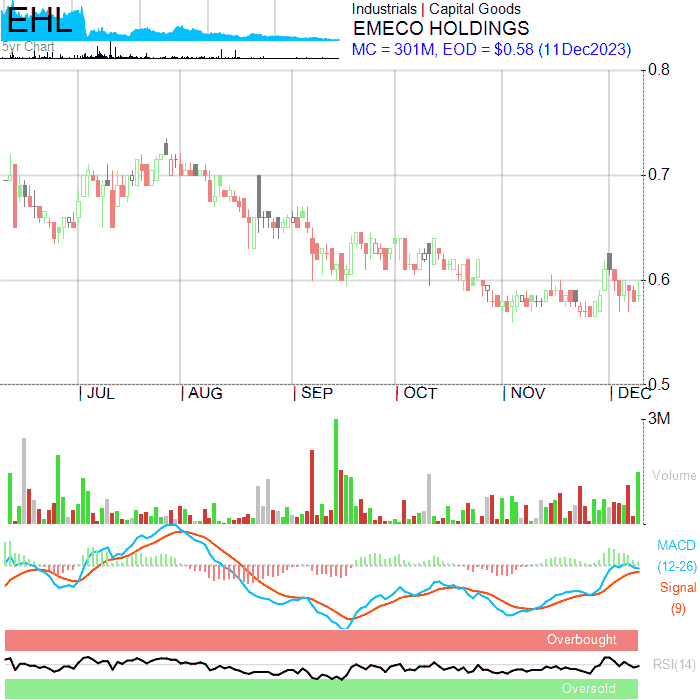 EHL
5yr Chart
Industrials | Capital Goods
EMECO HOLDINGS
MC = 301M, EOD = $0.58 (11Dec2023)
0.8
0.7
0.6
0.5
JUL AUG SEP OCT NOV DEC
3M
Volume
MACD
(12-26)
Signal
(9)
Overbought
RSI(14)
Oversold